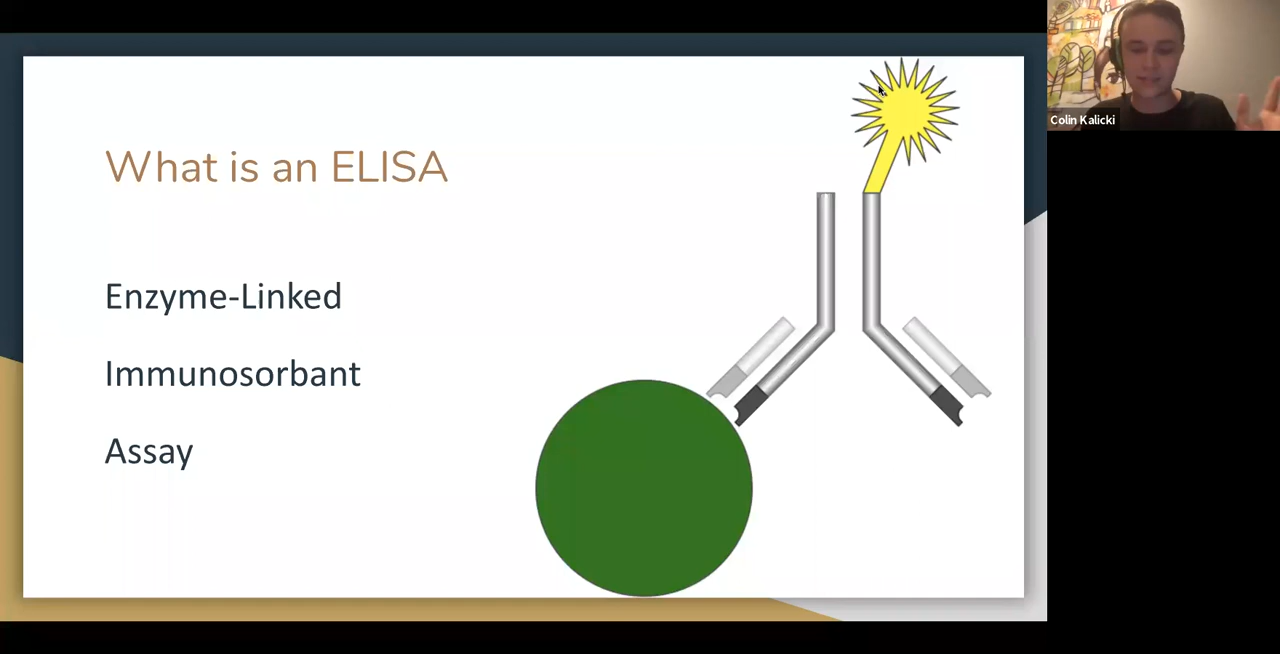 What is an ELISA
Enzyme-Linked
Immunosorbant
Assay
Colin Kalicki